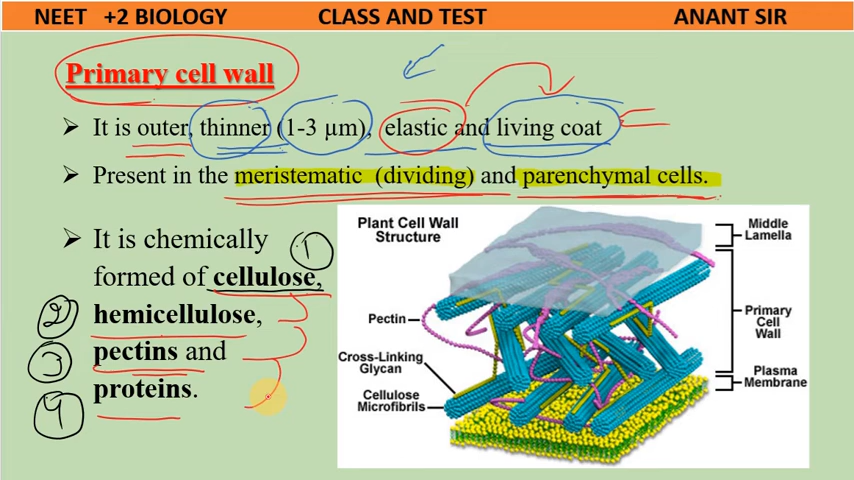 NEET +2 BIOLOGY CLASS AND TEST ANANT SIR
Primary cell wall
➢ It is outer, thinner (1-3 µm), elastic and living coat
➢ Present in the meristematic (dividing) and parenchymal cells.
➢ It is chemically
formed of cellulose,
hemicellulose,
pectins and
proteins.
1
2
3
4
Plant Cell Wall
Structure
Middle
Lamella
Pectin
Primary
Cell
Wall
Cross-Linking
Glycan
Plasma
Membrane
Cellulose
Microfibrils